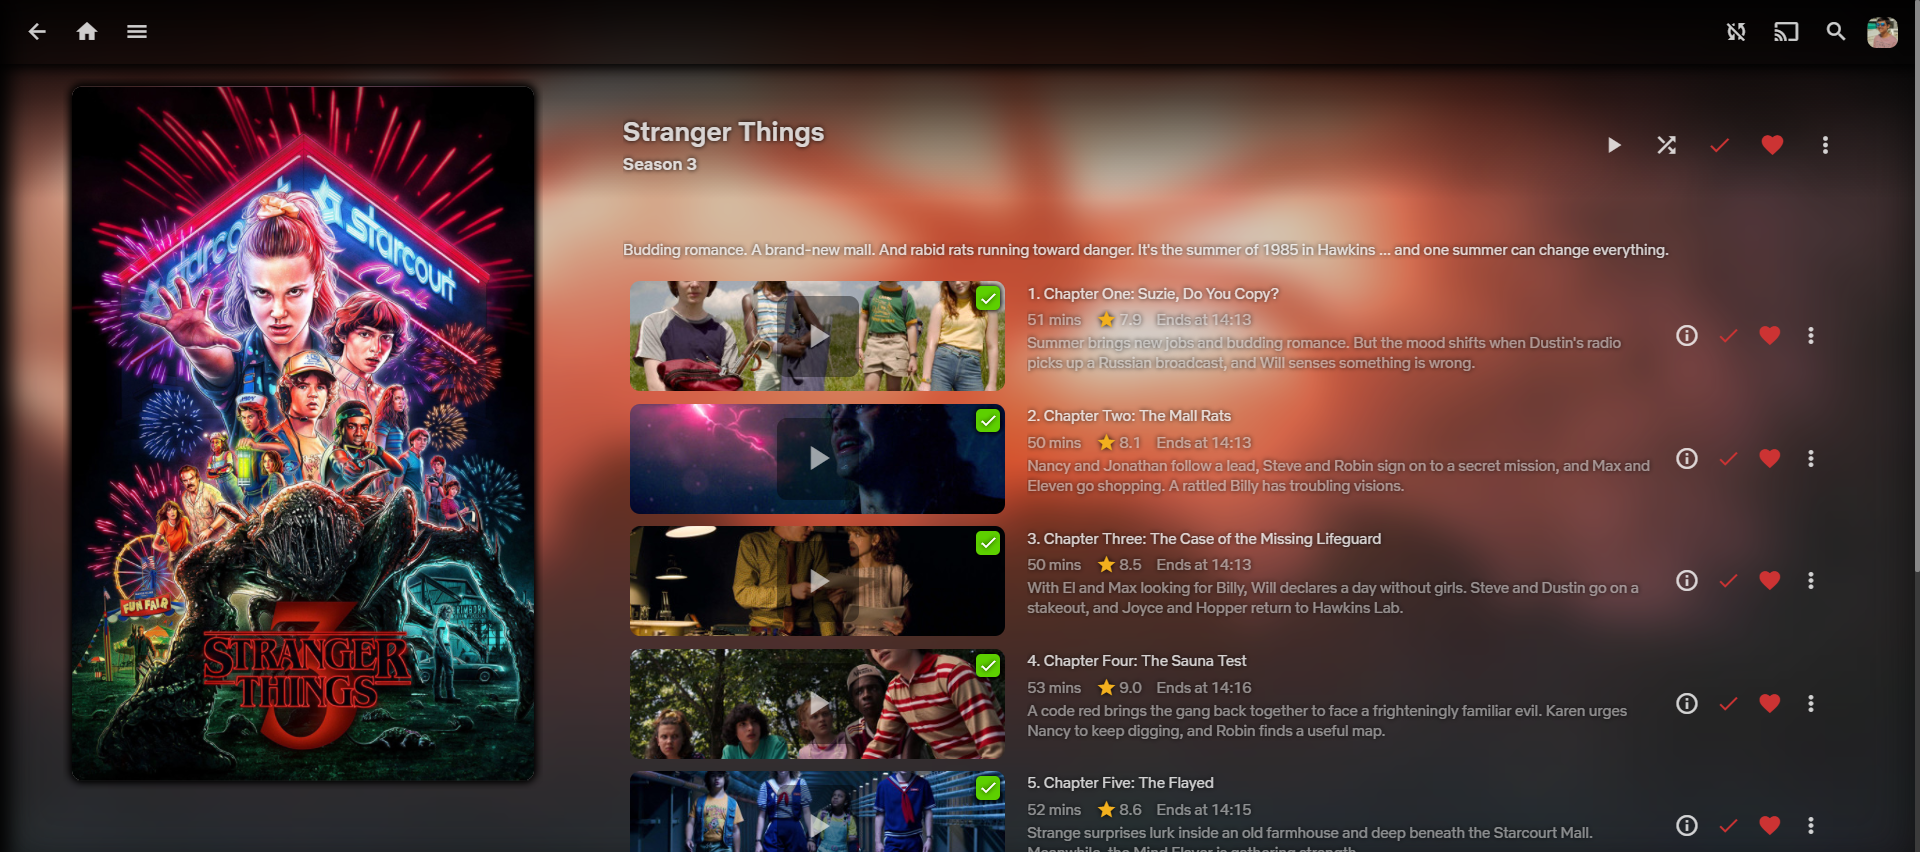 Stranger Things
Season 3
Budding romance. A brand-new mall. And rabid rats running toward danger. It's the summer of 1985 in Hawkins ... and one summer can change everything.
starcourt
starcourt
FUN FAIR
3
STRANGER
THINGS
1. Chapter One: Suzie, Do You Copy?
51 mins 7.9 Ends at 14:13
Summer brings new jobs and budding romance. But the mood shifts when Dustin's radio
picks up a Russian broadcast, and Will senses something is wrong.
2. Chapter Two: The Mall Rats
50 mins 8.1 Ends at 14:13
Nancy and Jonathan follow a lead, Steve and Robin sign on to a secret mission, and Max and
Eleven go shopping. A rattled Billy has troubling visions.
3. Chapter Three: The Case of the Missing Lifeguard
50 mins 8.5 Ends at 14:13
With El and Max looking for Billy, Will declares a day without girls. Steve and Dustin go on a
stakeout, and Joyce and Hopper return to Hawkins Lab.
4. Chapter Four: The Sauna Test
53 mins 9.0 Ends at 14:16
A code red brings the gang back together to face a frighteningly familiar evil. Karen urges
Nancy to keep digging, and Robin finds a useful map.
5. Chapter Five: The Flayed
52 mins 8.6 Ends at 14:15
Strange surprises lurk inside an old farmhouse and deep beneath the Starcourt Mall.
Meanwhile, the Mind Flayer is gathering strength.